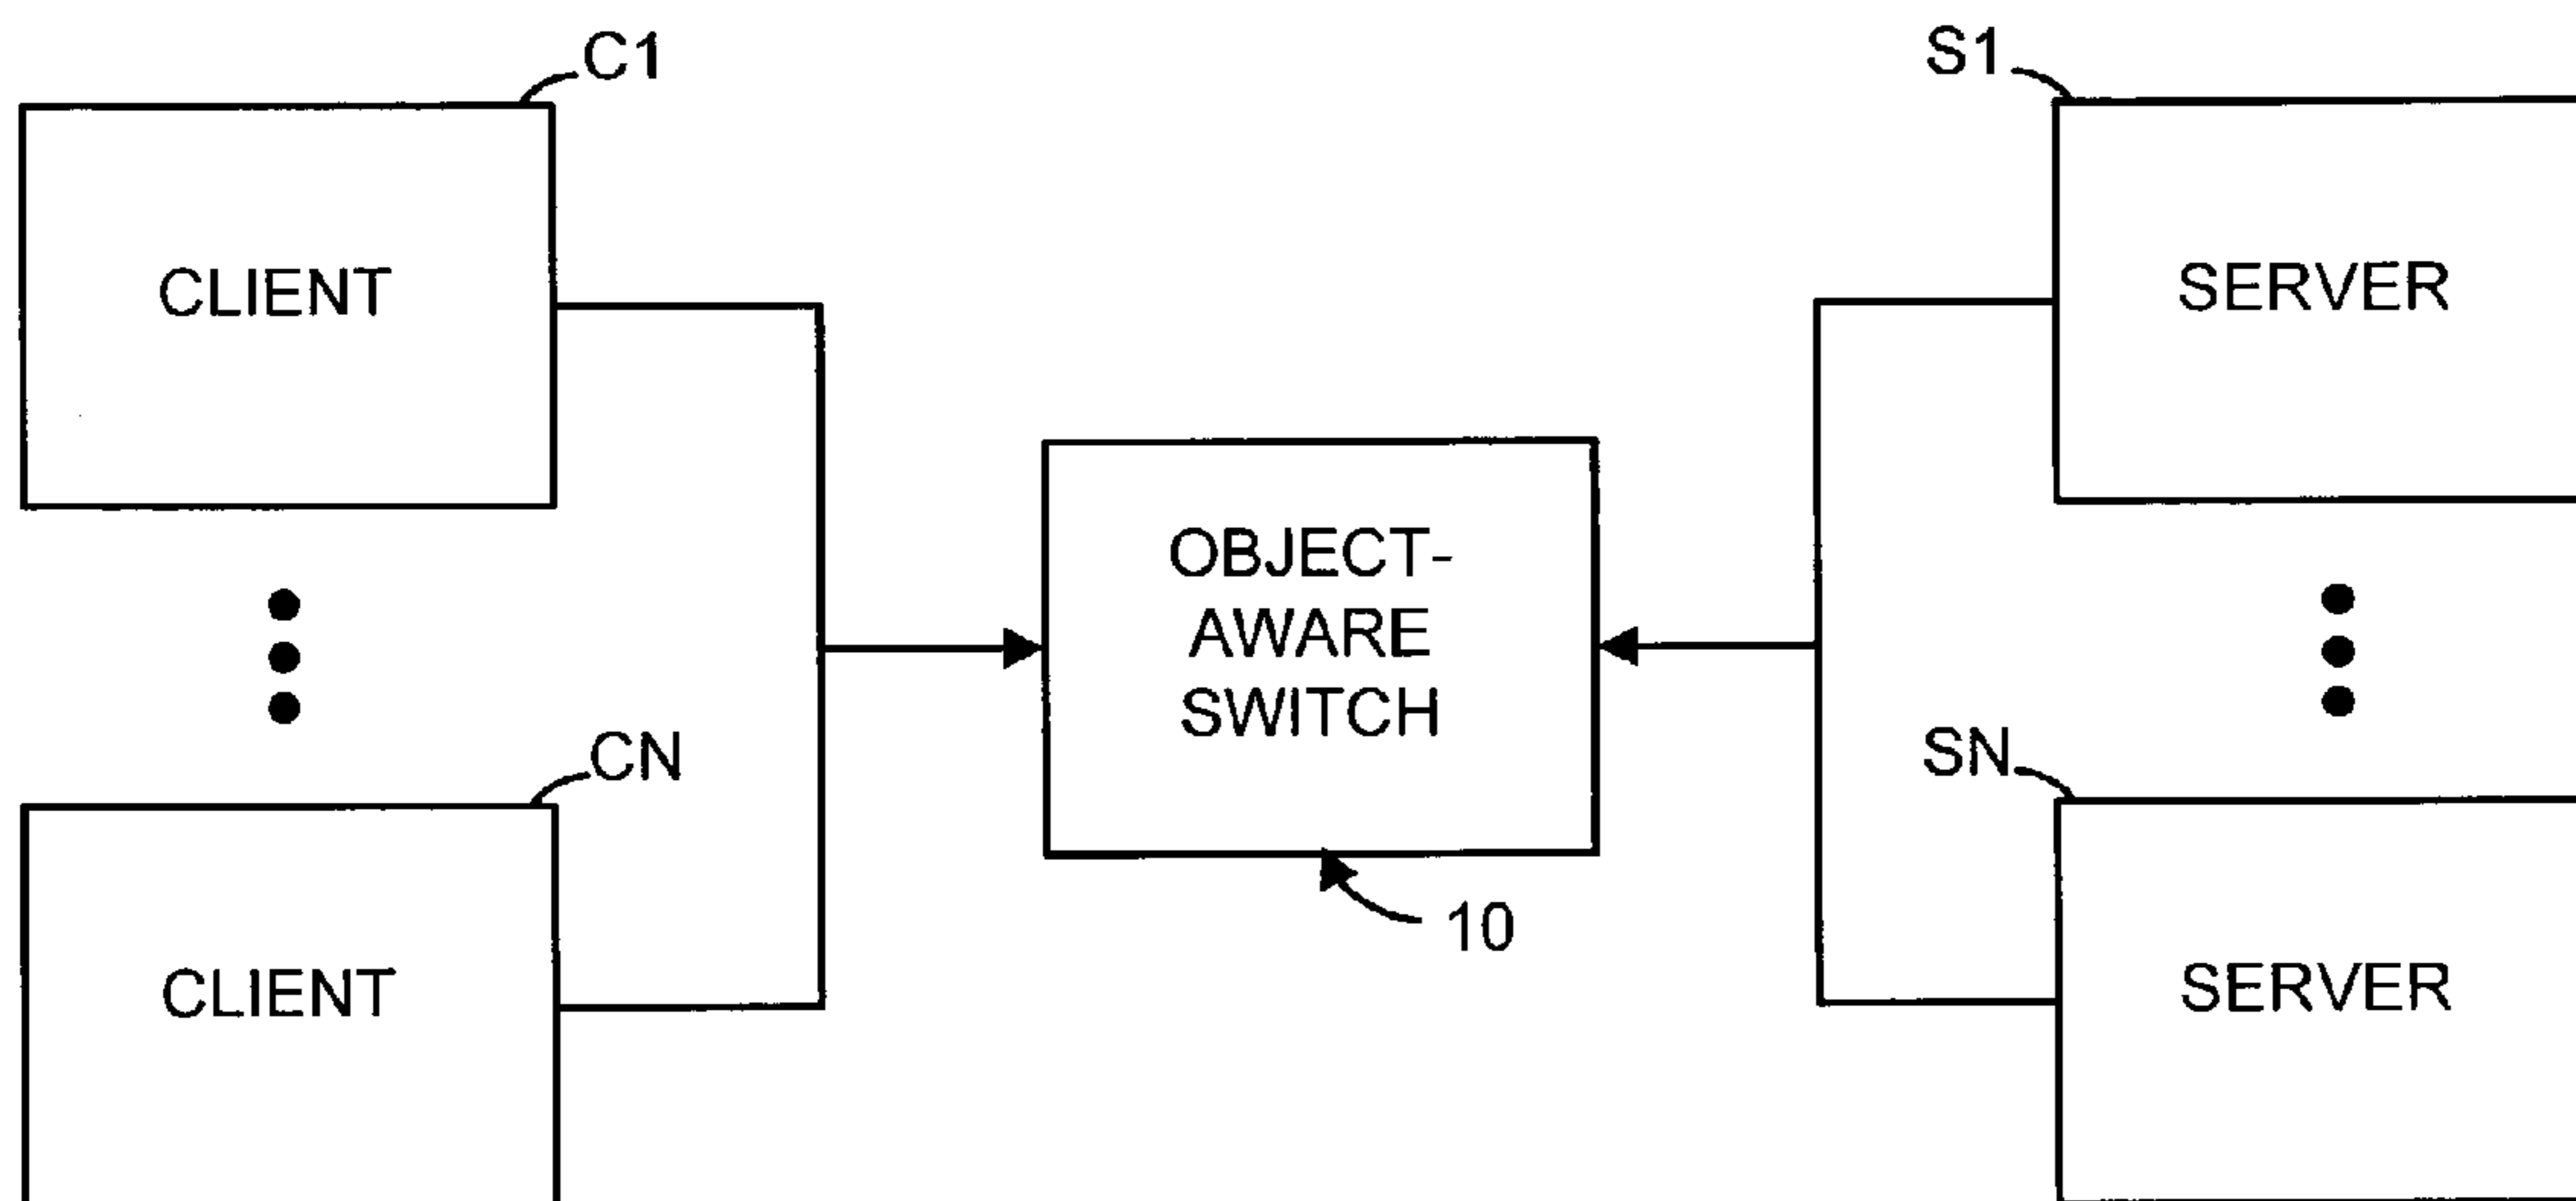 C1
S1
CLIENT
SERVER
OBJECT-
AWARE
SWITCH
CN
SN
10
CLIENT
SERVER